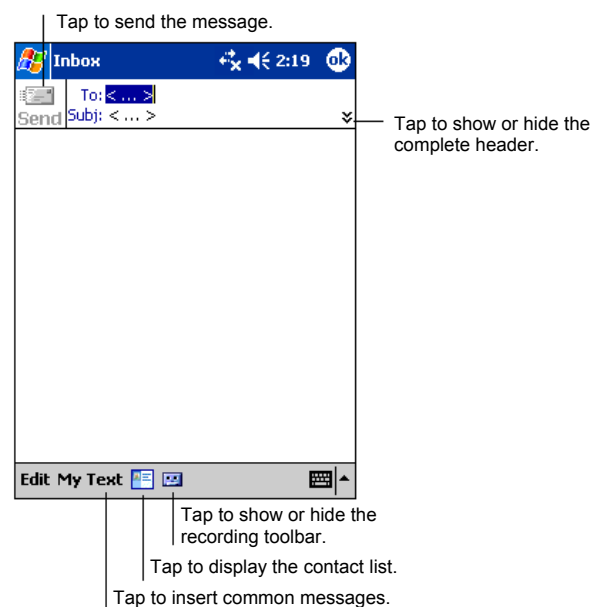 Tap to send the message.
Inbox 2:19 ok
To: < ... >
Send Subj: < ... >
Tap to show or hide the
complete header.
Edit My Text
Tap to show or hide the
recording toolbar.
Tap to display the contact list.
Tap to insert common messages.